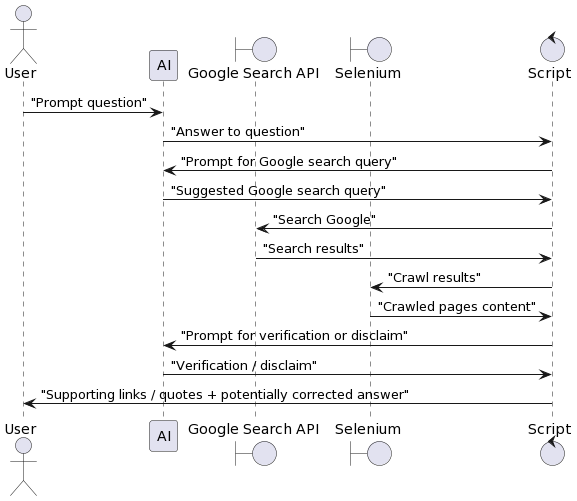 User
AI
Google Search API
Selenium
Script
"Prompt question"
"Answer to question"
"Prompt for Google search query"
"Suggested Google search query"
"Search Google"
"Search results"
"Crawl results"
"Crawled pages content"
"Prompt for verification or disclaim"
"Verification / disclaim"
"Supporting links / quotes + potentially corrected answer"
User
AI
Google Search API
Selenium
Script